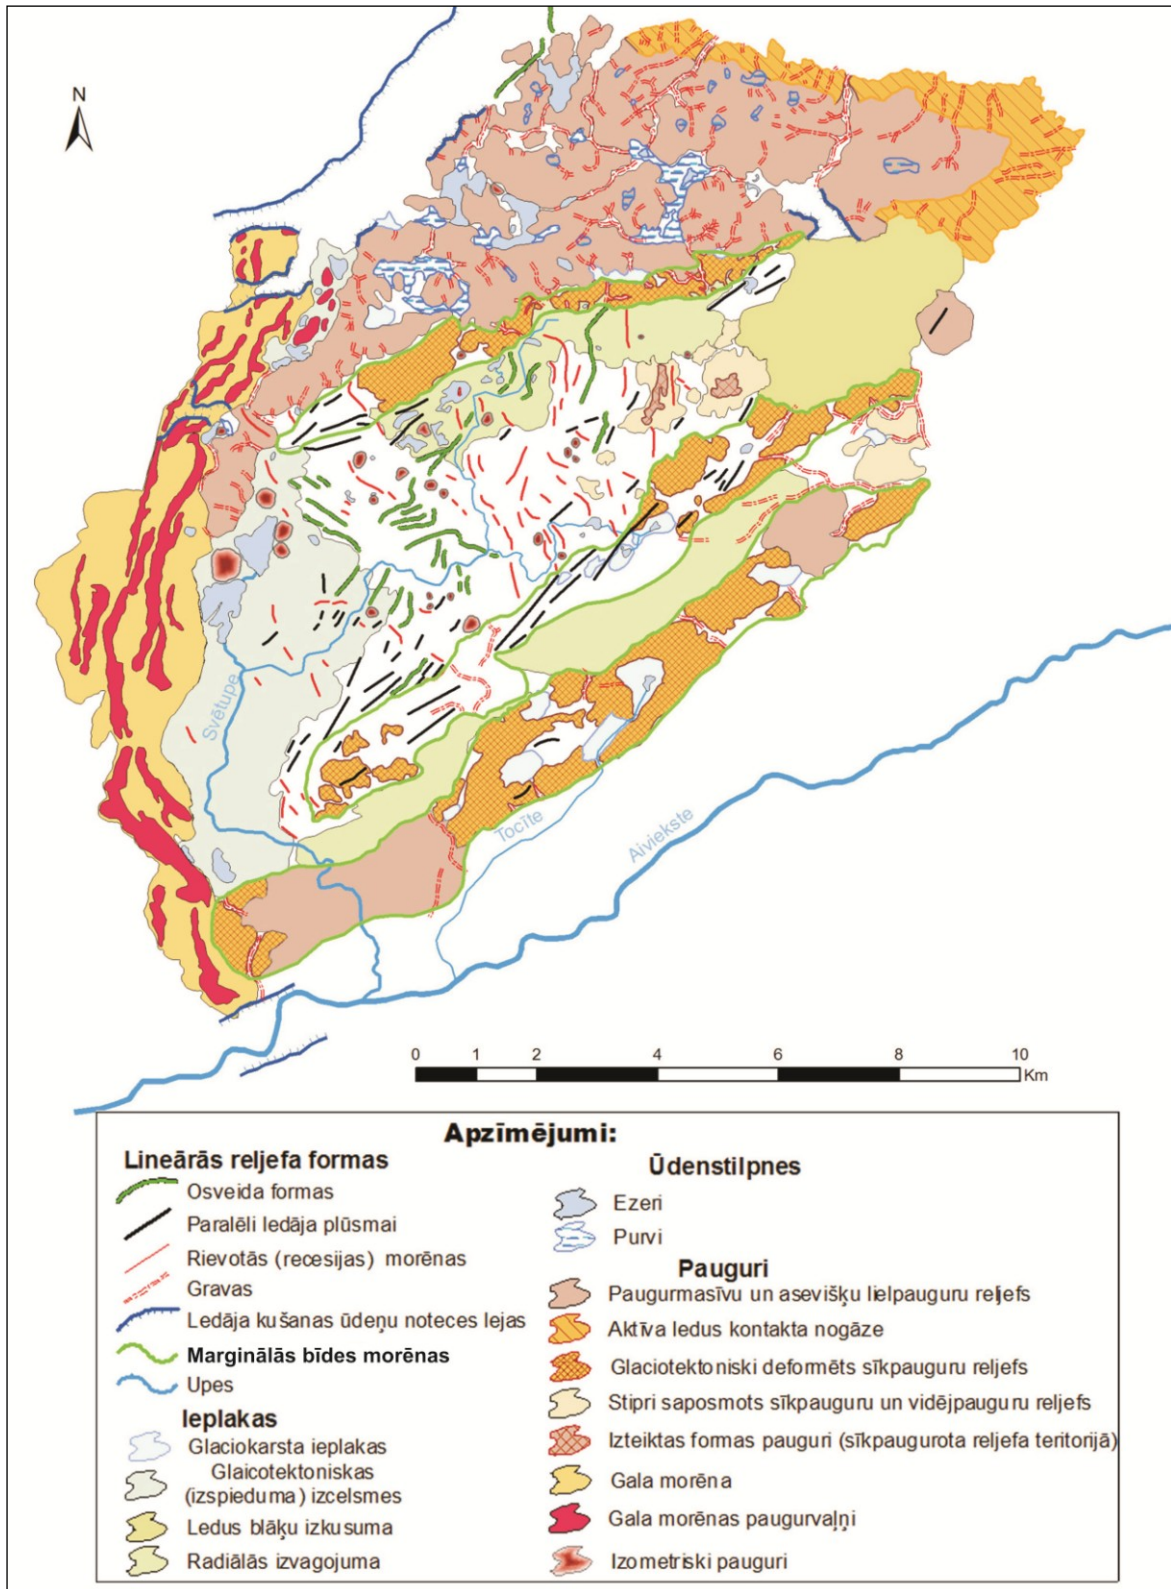 N
Svētupe
Tocīte
Aiviekste
0 1 2 4 6 8 10
Km
Apzīmējumi:
Lineārās reljefa formas
Osveida formas
Paralēli ledāja plūsmai
Rievotās (recesijas) morēnas
Gravas
Ledāja kušanas ūdeņu noteces lejas
Marginālās bīdes morēnas
Upes
Ieplakas
Glaciokarsta ieplakas
Glaicotektoniskas
(izspieduma) izcelsmes
Ledus blāķu izkusuma
Radiālās izvagojuma
Ūdenstilpnes
Ezeri
Purvi
Pauguri
Paugurmasīvu un asevišķu lielpauguru reljefs
Aktīva ledus kontakta nogāze
Glaciotektoniski deformēts sīkpauguru reljefs
Stipri saposmots sīkpauguru un vidējpauguru reljefs
Izteiktas formas pauguri (sīkpaugurota reljefa teritorijā)
Gala morēna
Gala morēnas paugurvaļņi
Izometriski pauguri